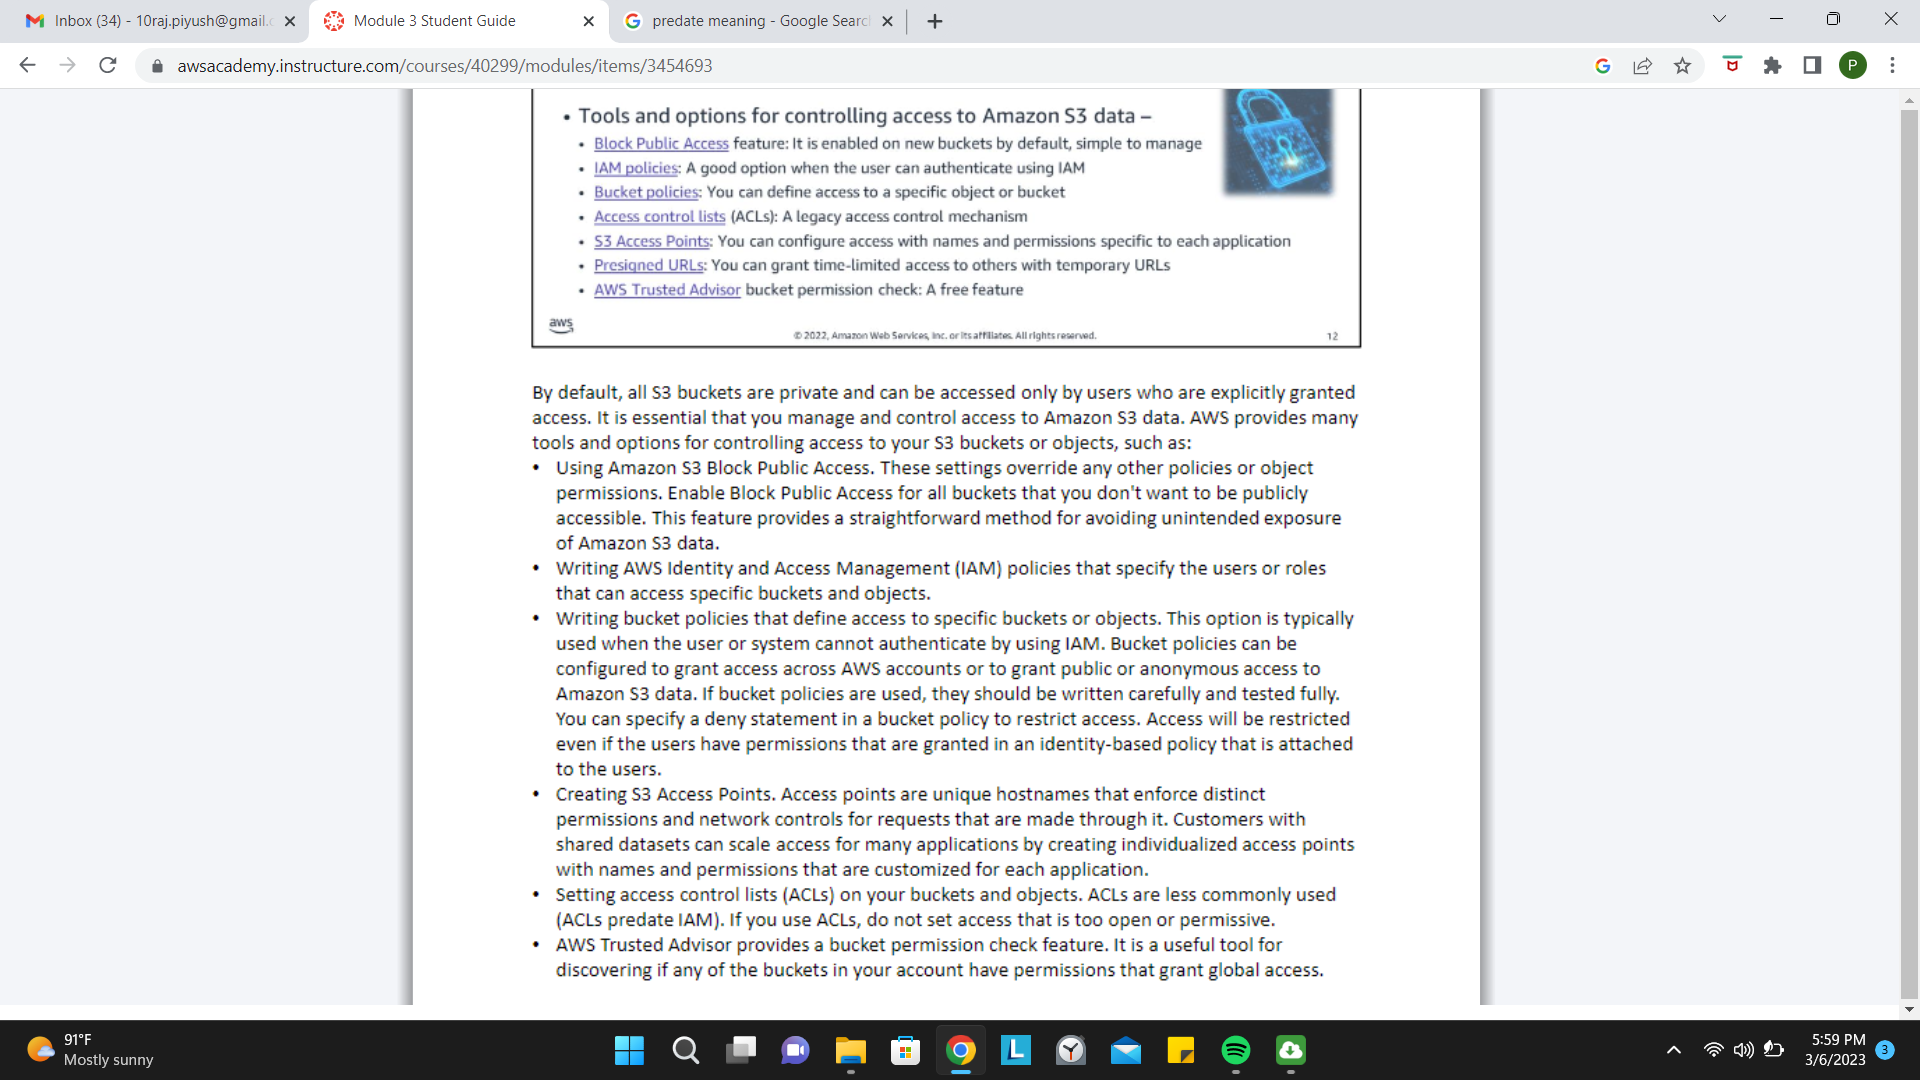 Inbox (34) - 10raj.piyush@gmail.c
Module 3 Student Guide
predate meaning - Google Searc
awsacademy.instructure.com/courses/40299/modules/items/3454693
P
• Tools and options for controlling access to Amazon S3 data –
• Block Public Access feature: It is enabled on new buckets by default, simple to manage
• IAM policies: A good option when the user can authenticate using IAM
• Bucket policies: You can define access to a specific object or bucket
• Access control lists (ACLs): A legacy access control mechanism
• S3 Access Points: You can configure access with names and permissions specific to each application
• Presigned URLs: You can grant time-limited access to others with temporary URLs
• AWS Trusted Advisor bucket permission check: A free feature
aws
© 2022, Amazon Web Services, Inc. or its affiliates. All rights reserved.
12
By default, all S3 buckets are private and can be accessed only by users who are explicitly granted
access. It is essential that you manage and control access to Amazon S3 data. AWS provides many
tools and options for controlling access to your S3 buckets or objects, such as:
• Using Amazon S3 Block Public Access. These settings override any other policies or object
permissions. Enable Block Public Access for all buckets that you don't want to be publicly
accessible. This feature provides a straightforward method for avoiding unintended exposure
of Amazon S3 data.
• Writing AWS Identity and Access Management (IAM) policies that specify the users or roles
that can access specific buckets and objects.
• Writing bucket policies that define access to specific buckets or objects. This option is typically
used when the user or system cannot authenticate by using IAM. Bucket policies can be
configured to grant access across AWS accounts or to grant public or anonymous access to
Amazon S3 data. If bucket policies are used, they should be written carefully and tested fully.
You can specify a deny statement in a bucket policy to restrict access. Access will be restricted
even if the users have permissions that are granted in an identity-based policy that is attached
to the users.
• Creating S3 Access Points. Access points are unique hostnames that enforce distinct
permissions and network controls for requests that are made through it. Customers with
shared datasets can scale access for many applications by creating individualized access points
with names and permissions that are customized for each application.
• Setting access control lists (ACLs) on your buckets and objects. ACLs are less commonly used
(ACLs predate IAM). If you use ACLs, do not set access that is too open or permissive.
• AWS Trusted Advisor provides a bucket permission check feature. It is a useful tool for
discovering if any of the buckets in your account have permissions that grant global access.
91°F
Mostly sunny
L
5:59 PM
3/6/2023
3